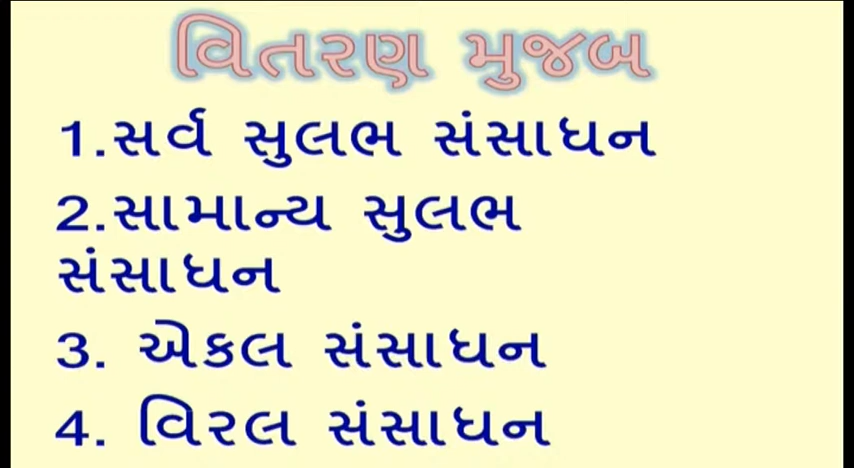 વિતરણ મુજબ
1.સર્વ સુલભ સંસાધન
2.સામાન્ય સુલભ
સંસાધન
3. એકલ સંસાધન
4. વિરલ સંસાધન